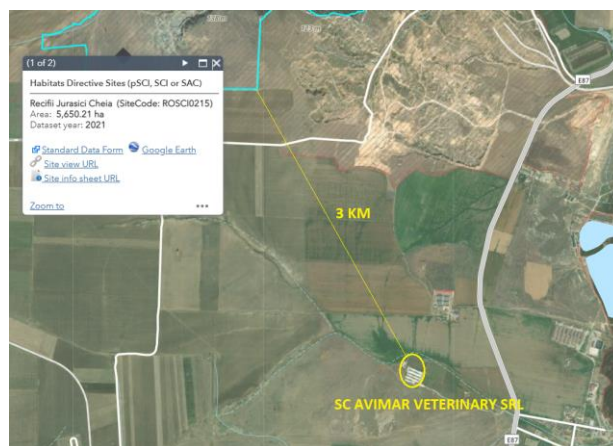 (1 of 2)
Habitats Directive Sites (pSCI, SCI or SAC)
Recifii Jurasici Cheia (SiteCode: ROSCI0215)
Area: 5,650.21 ha
Dataset year: 2021
Standard Data Form Google Earth
Site view URL
Site info sheet URL
Zoom to
E87
3 KM
SC AVIMAR VETERINARY SRL
E87